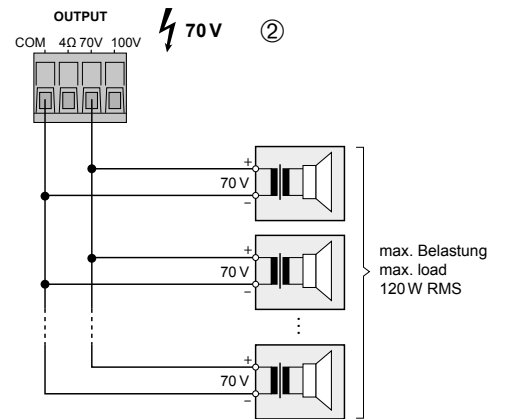 OUTPUT
70 V ②
COM 4Ω 70V 100V
+
70 V
–
+
70 V
–
+
70 V
–
max. Belastung
max. load
120 W RMS